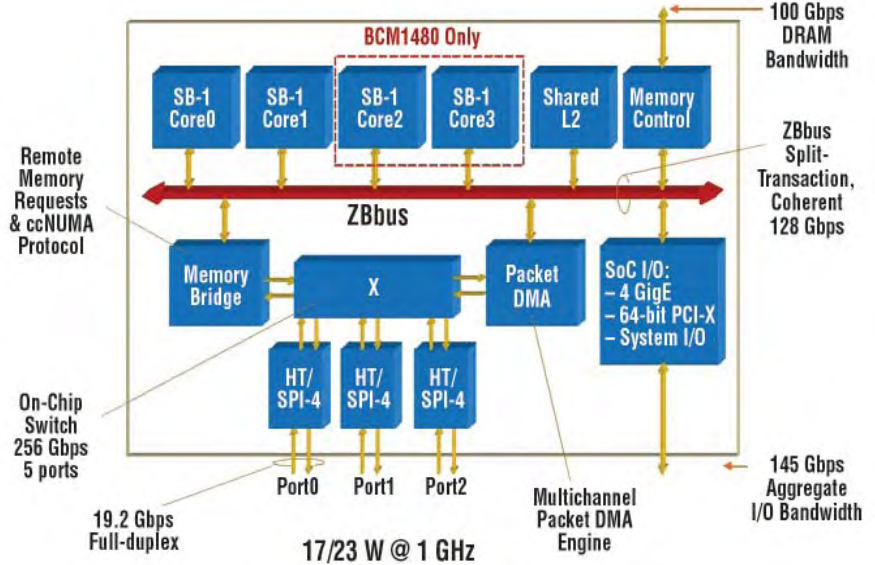 100 Gbps
DRAM
Bandwidth
BCM1480 Only
SB-1
Core0
SB-1
Core1
SB-1
Core2
SB-1
Core3
Shared
L2
Memory
Control
ZBbus
Split-
Transaction,
Coherent
128 Gbps
Remote
Memory
Requests
& ccNUMA
Protocol
ZBbus
Memory
Bridge
X
Packet
DMA
SoC I/O:
– 4 GigE
– 64-bit PCI-X
– System I/O
HT/
SPI-4
HT/
SPI-4
HT/
SPI-4
On-Chip
Switch
256 Gbps
5 ports
Port0
Port1
Port2
19.2 Gbps
Full-duplex
Multichannel
Packet DMA
Engine
145 Gbps
Aggregate
I/O Bandwidth
17/23 W @ 1 GHz